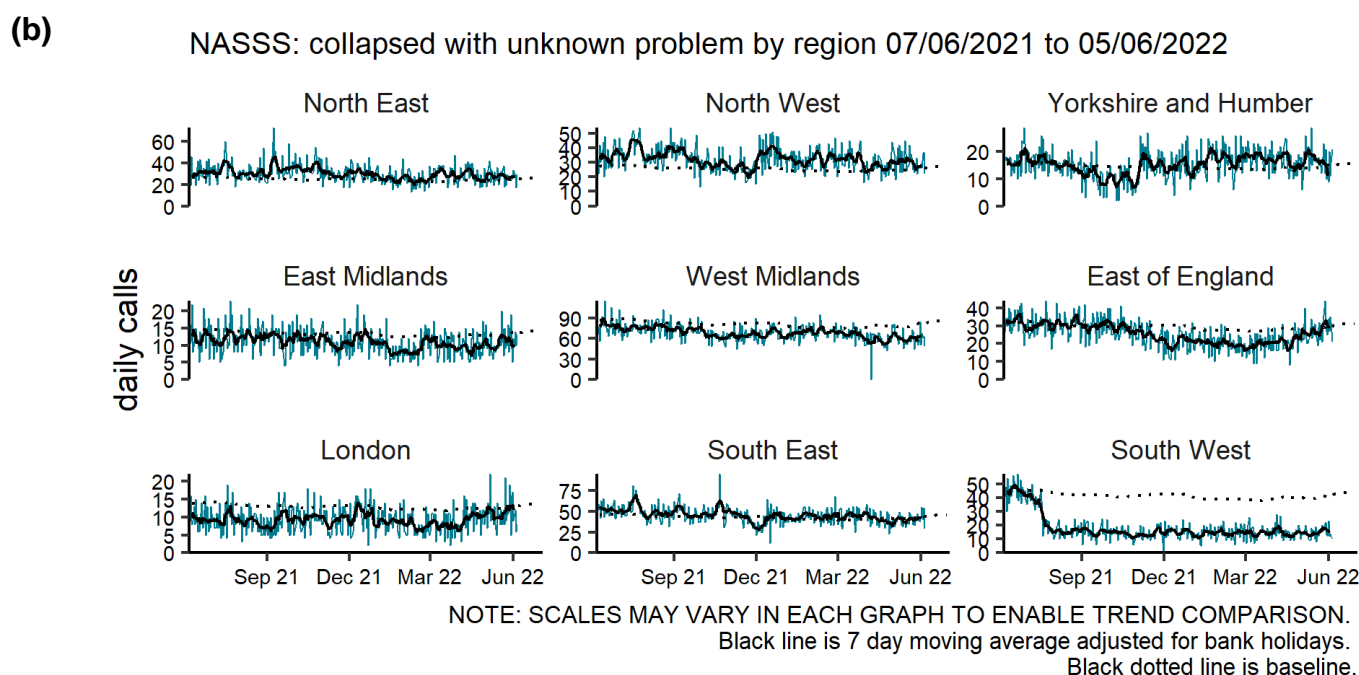 (b)
NASSS: collapsed with unknown problem by region 07/06/2021 to 05/06/2022
North East
North West
Yorkshire and Humber
60
40
20
0
50
40
30
20
10
0
20
10
0
East Midlands
West Midlands
East of England
daily calls
20
15
10
5
0
90
60
30
0
40
30
20
10
0
London
South East
South West
20
15
10
5
0
75
50
25
0
50
40
30
20
10
0
Sep 21 Dec 21 Mar 22 Jun 22
Sep 21 Dec 21 Mar 22 Jun 22
Sep 21 Dec 21 Mar 22 Jun 22
NOTE: SCALES MAY VARY IN EACH GRAPH TO ENABLE TREND COMPARISON.
Black line is 7 day moving average adjusted for bank holidays.
Black dotted line is baseline.